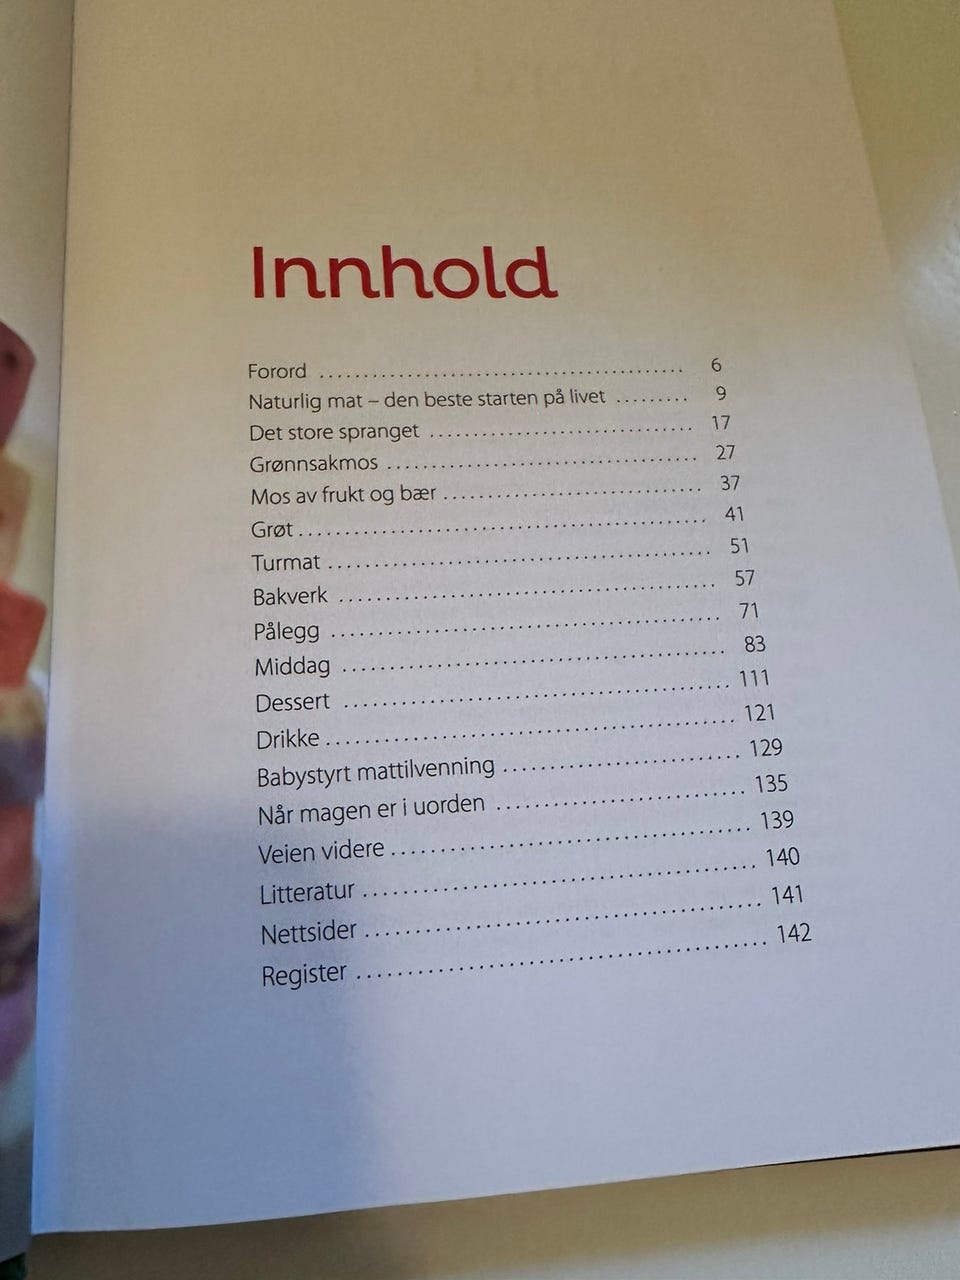 Innhold
Forord ........................................ 6
Naturlig mat – den beste starten på livet ......... 9
Det store spranget ............................. 17
Grønnsakmos .................................. 27
Mos av frukt og bær ............................ 37
Grøt ........................................... 41
Turmat ........................................ 51
Bakverk ....................................... 57
Pålegg ........................................ 71
Middag ....................................... 83
Dessert ....................................... 111
Drikke ......................................... 121
Babystyrt mattilvenning ........................ 129
Når magen er i uorden ......................... 135
Veien videre ................................... 139
Litteratur ...................................... 140
Nettsider ...................................... 141
Register ....................................... 142